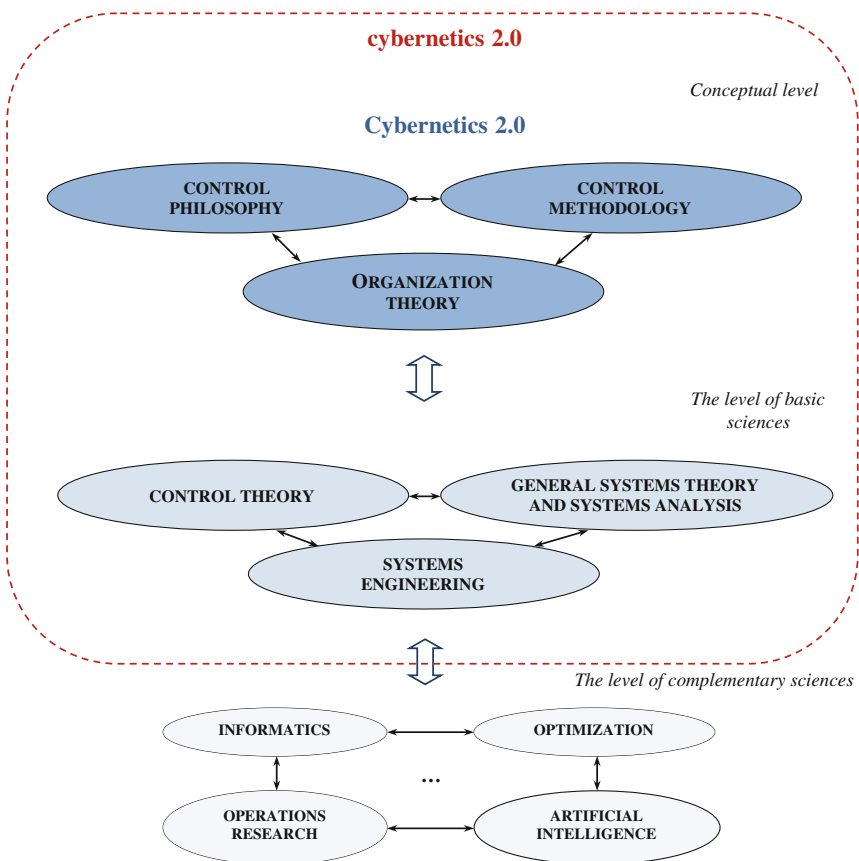 cybernetics 2.0
Conceptual level
Cybernetics 2.0
CONTROL
PHILOSOPHY
CONTROL
METHODOLOGY
ORGANIZATION
THEORY
The level of basic
sciences
CONTROL THEORY
GENERAL SYSTEMS THEORY
AND SYSTEMS ANALYSIS
SYSTEMS
ENGINEERING
The level of complementary sciences
INFORMATICS
OPTIMIZATION
...
OPERATIONS
RESEARCH
ARTIFICIAL
INTELLIGENCE